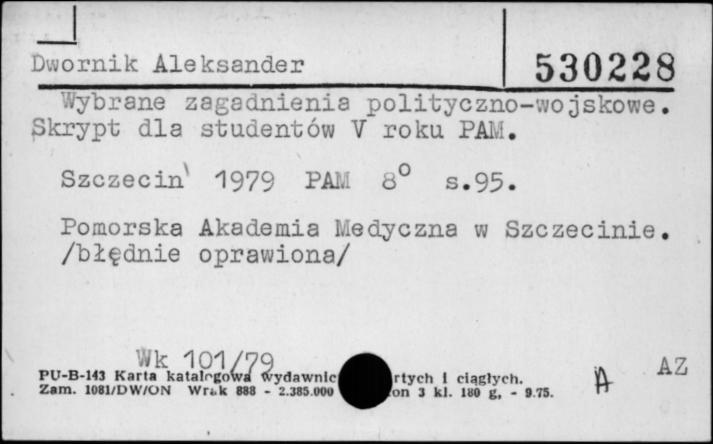 Dwornik Aleksander 530228
Wybrane zagadnienia polityczno-wojskowe.
Skrypt dla studentów V roku PAM.
Szczecin 1979 PAM 8° s.95.
Pomorska Akademia Medyczna w Szczecinie.
/błędnie oprawiona/
Wk 101/79
AZ
PU-B-143 Karta katalogowa wydawnic rtych i ciągłych.
A
Zam. 1081/DW/ON 888 - 2.385.000 on 3 kl. 180 g, - 9.75.